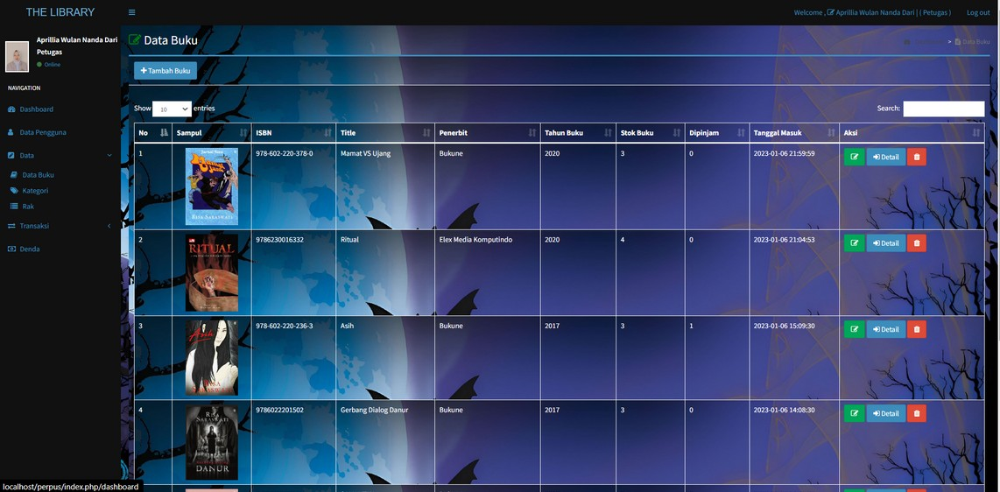 THE LIBRARY
Welcome , Aprillia Wulan Nanda Dari | ( Petugas ) Log out
Aprillia Wulan Nanda Dari
Petugas
Online
NAVIGATION
Dashboard
Data Pengguna
Data
Data Buku
Kategori
Rak
Transaksi
Denda
Data Buku
> Data Buku
Tambah Buku
Show 10 entries
Search:
No Sampul ISBN Title Penerbit Tahun Buku Stok Buku Dipinjam Tanggal Masuk Aksi
1 978-602-220-378-0 Mamat VS Ujang Bukune 2020 3 0 2023-01-06 21:59:59 Detail
RISA SARASWATI
2 9786230016332 Ritual Elex Media Komputindo 2020 4 0 2023-01-06 21:04:53 Detail
RITUAL
3 978-602-220-236-3 Asih Bukune 2017 3 1 2023-01-06 15:09:30 Detail
Asih
4 9786022201502 Gerbang Dialog Danur Bukune 2017 3 0 2023-01-06 14:08:30 Detail
RISA
SARASWATI
DANUR
localhost/perpus/index.php/dashboard